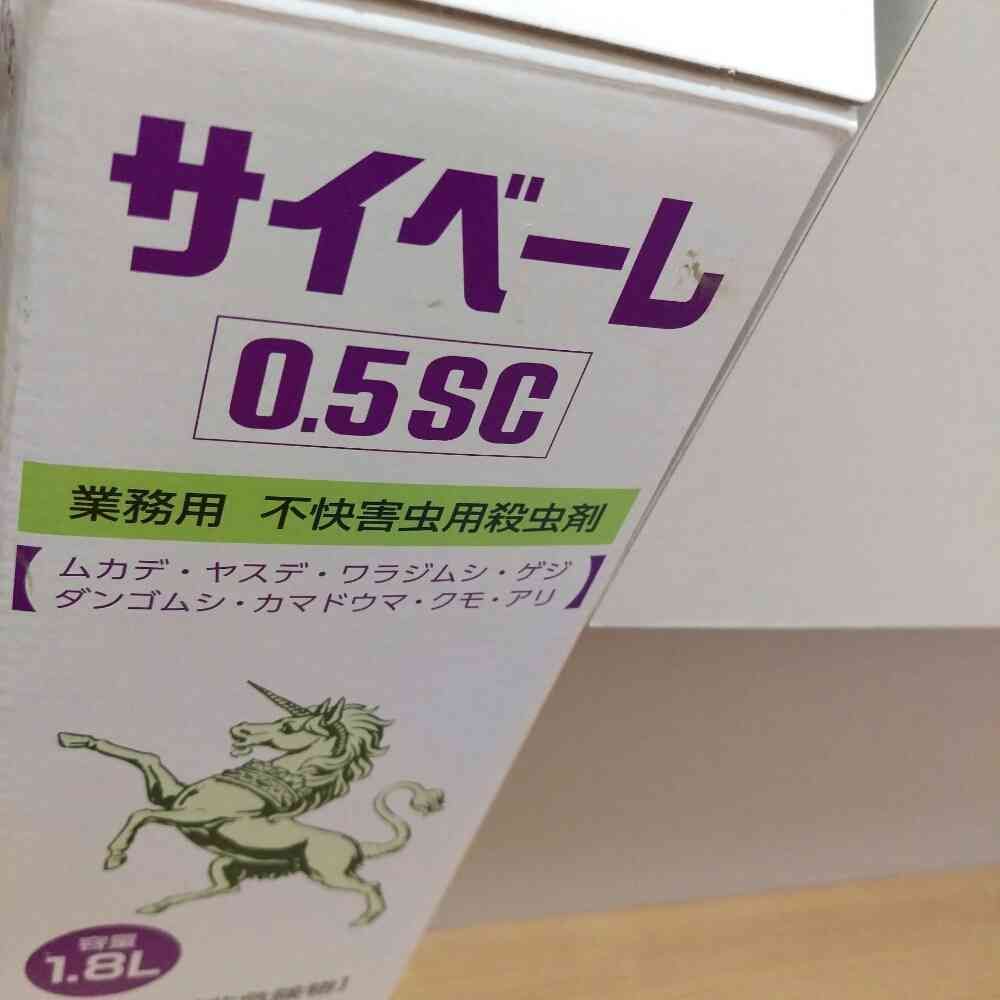 サイベーレ
0.5SC
業務用 不快害虫用殺虫剤
【ムカデ・ヤスデ・ワラジムシ・ゲジ
ダンゴムシ・カマドウマ・クモ・アリ】
容量
1.8L